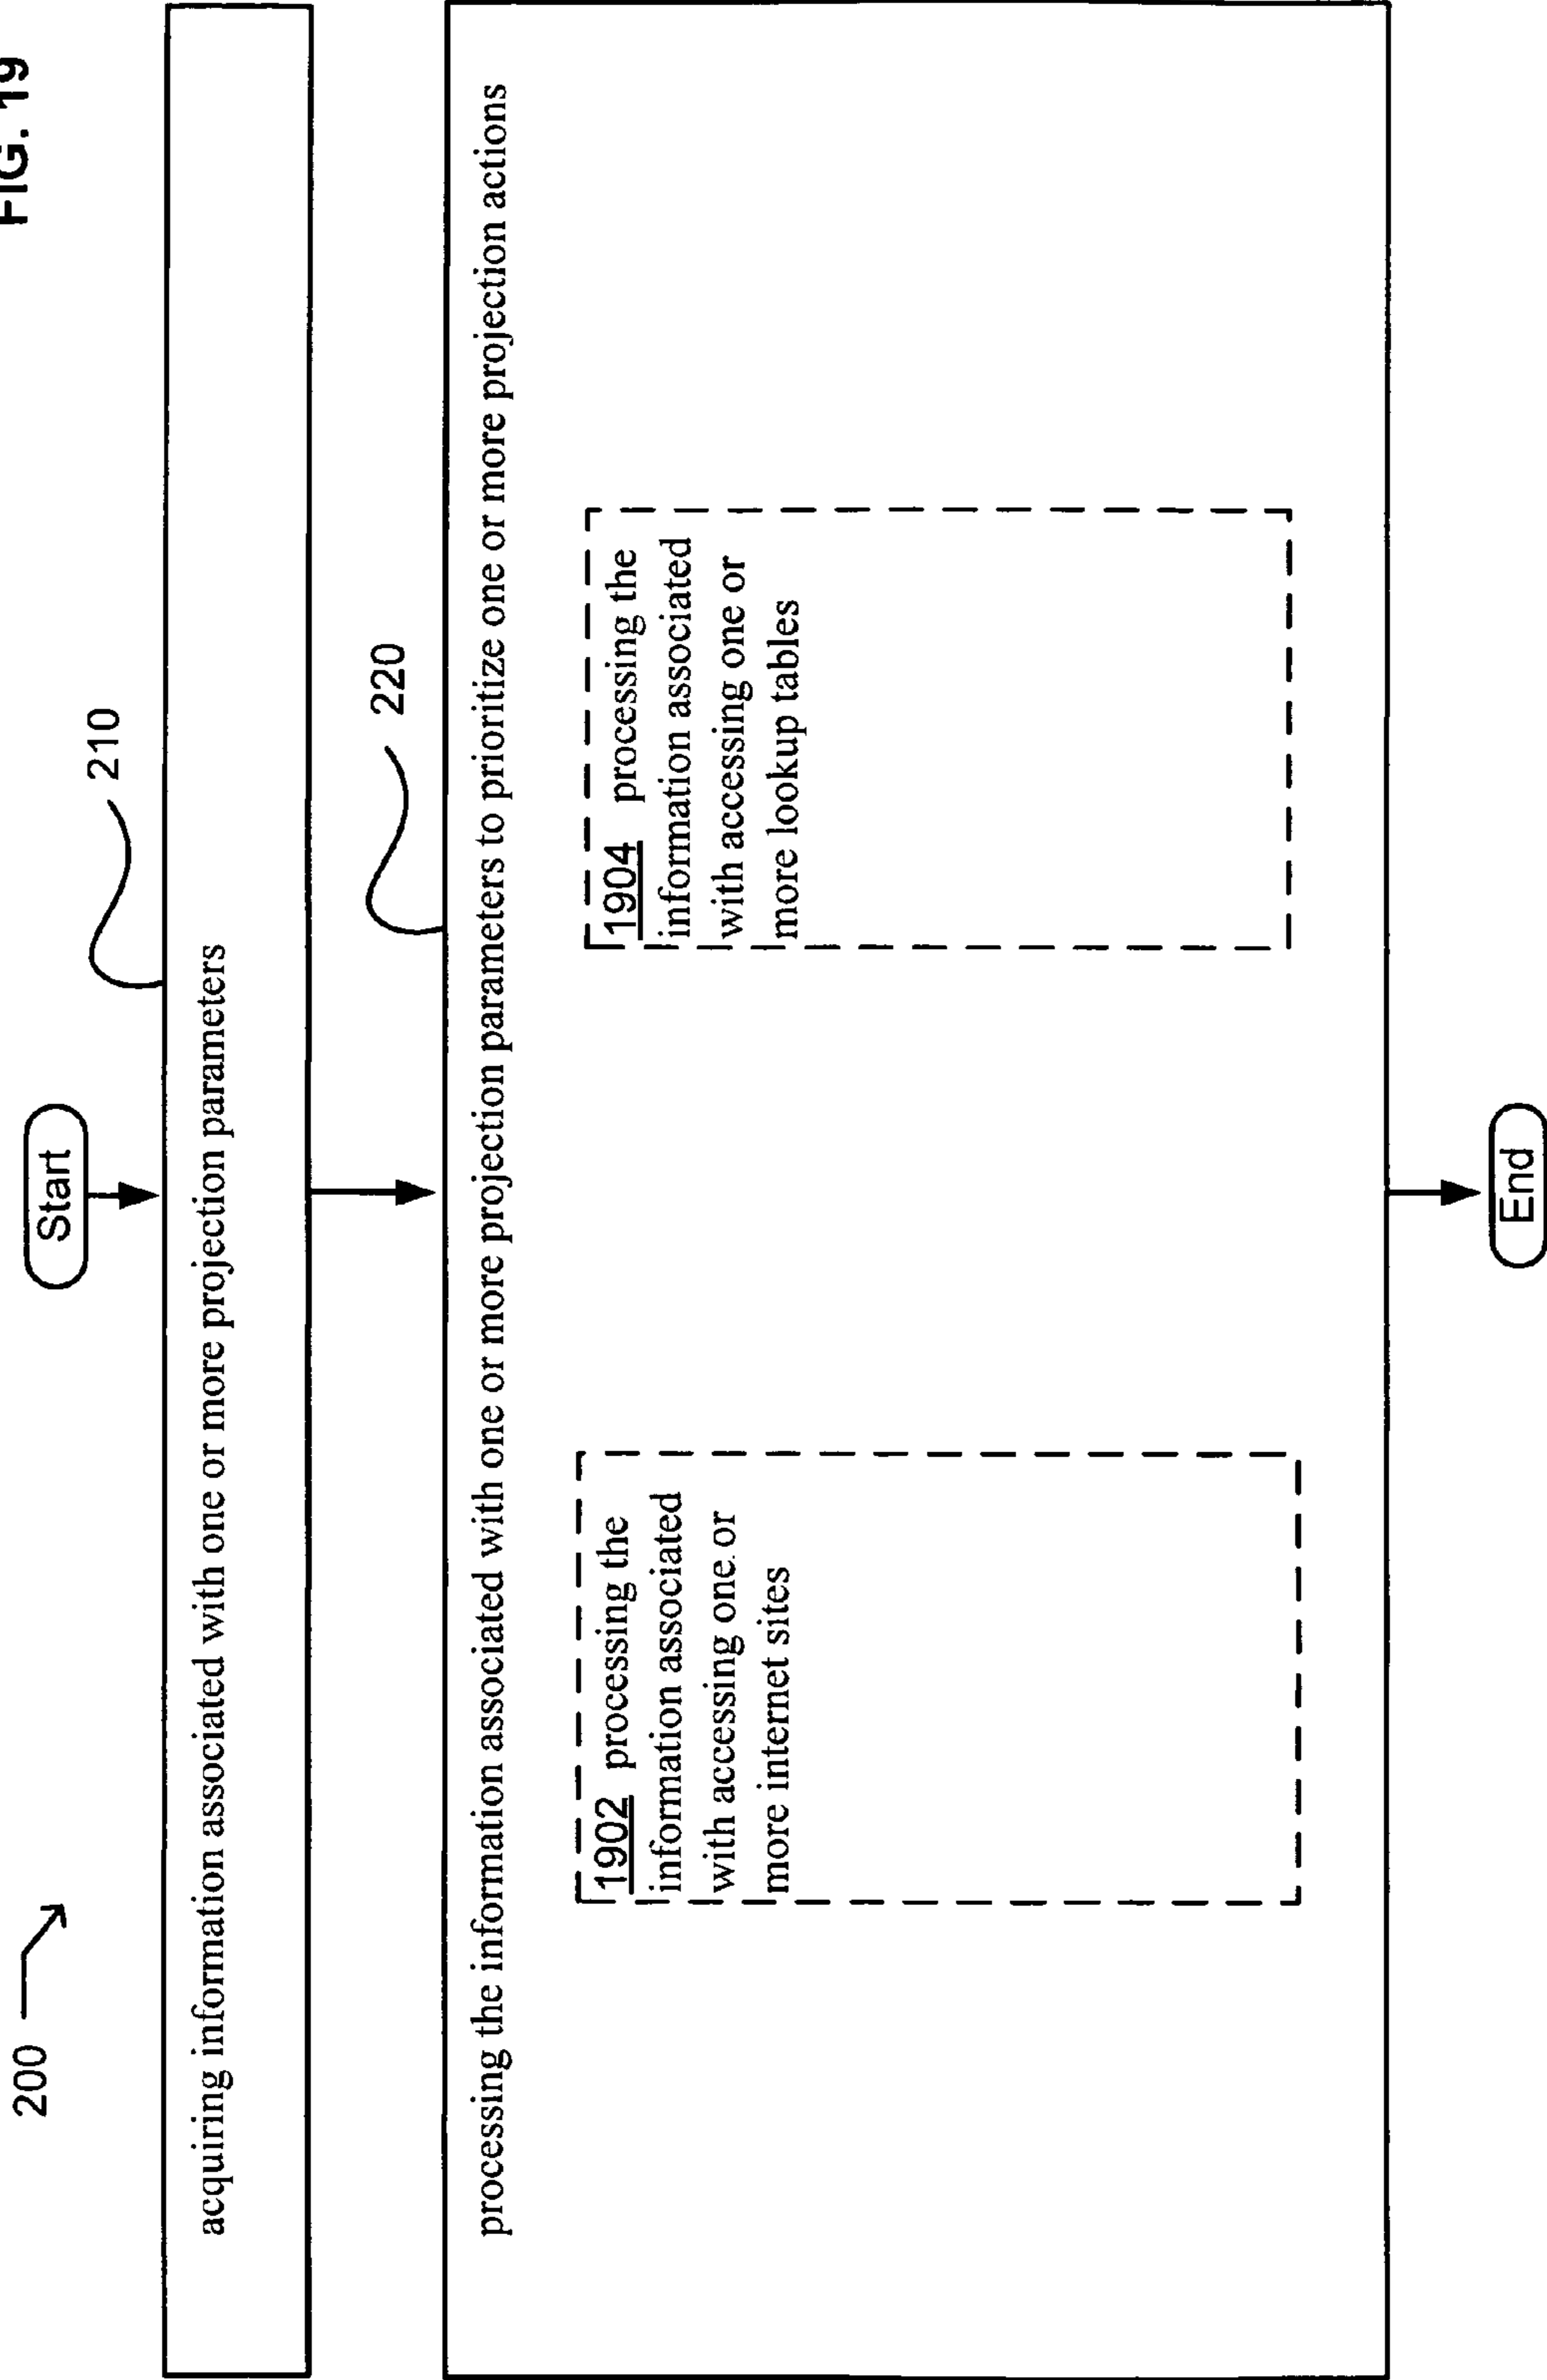 FIG. 19
200
Start
210
acquiring information associated with one or more projection parameters
220
processing the information associated with one or more projection parameters to prioritize one or more projection actions
1902 processing the
information associated
with accessing one or
more internet sites
1904 processing the
information associated
with accessing one or
more lookup tables
End